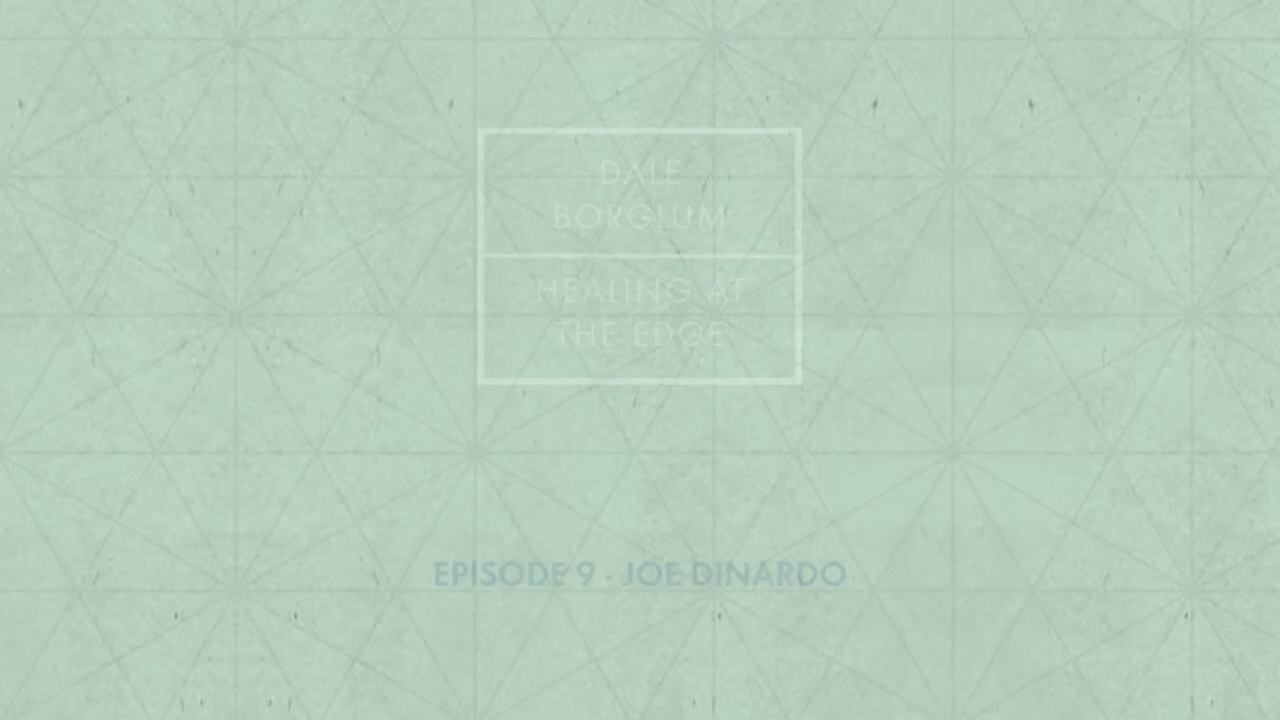 DALE
BORGLUM
HEALING AT
THE EDGE
EPISODE 9 - JOE DINARDO